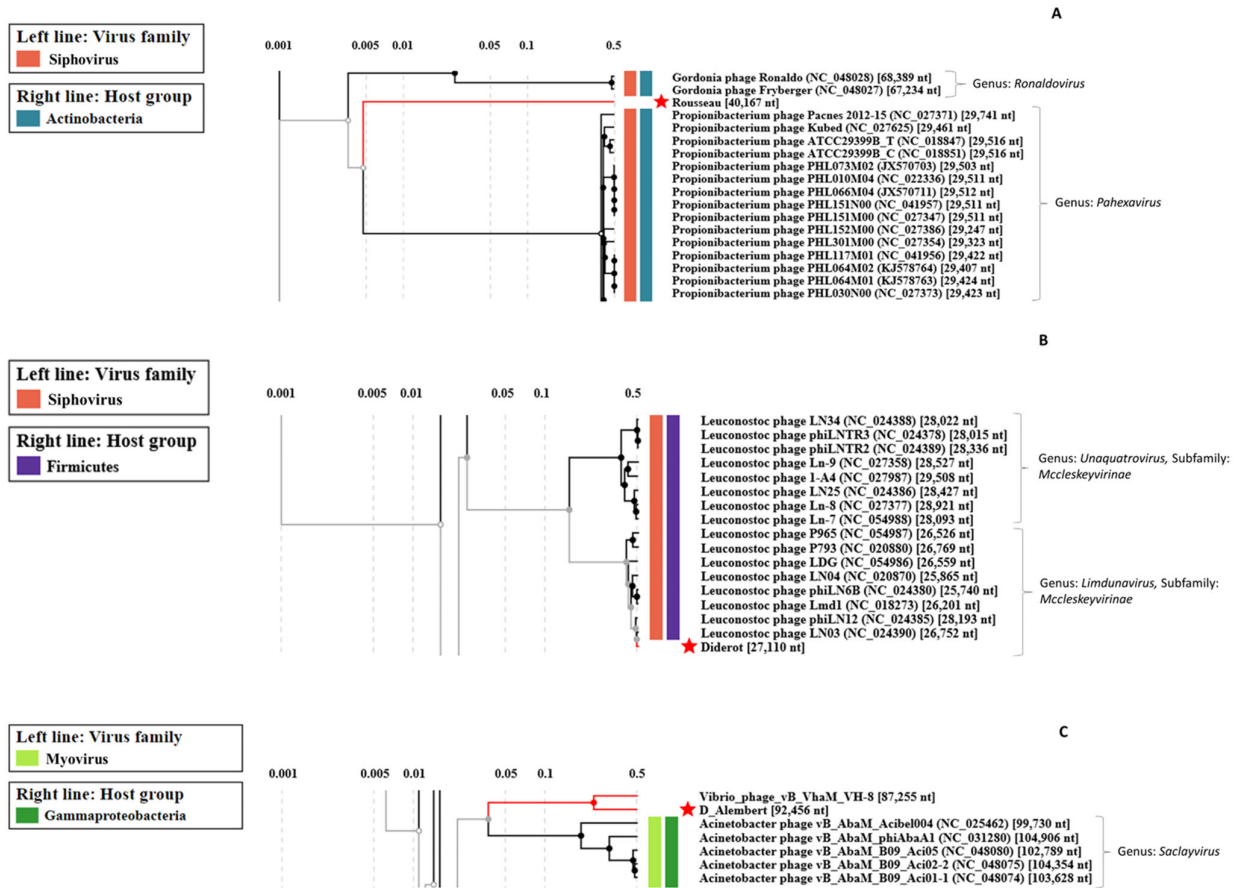 A
Left line: Virus family
Siphovirus
Right line: Host group
Actinobacteria
0.001 0.005 0.01 0.05 0.1 0.5
Gordonia phage Ronaldo (NC_048028) [68,389 nt]
Gordonia phage Fryberger (NC_048027) [67,234 nt]
Genus: Ronaldovirus
Rousseau [40,167 nt]
Propionibacterium phage Pacnes 2012-15 (NC_027371) [29,741 nt]
Propionibacterium phage Kubed (NC_027625) [29,461 nt]
Propionibacterium phage ATCC29399B_T (NC_018847) [29,516 nt]
Propionibacterium phage ATCC29399B_C (NC_018851) [29,516 nt]
Propionibacterium phage PHL073M02 (JX570703) [29,503 nt]
Propionibacterium phage PHL010M04 (NC_022336) [29,511 nt]
Propionibacterium phage PHL066M04 (JX570711) [29,512 nt]
Propionibacterium phage PHL151N00 (NC_041957) [29,511 nt]
Propionibacterium phage PHL151M00 (NC_027347) [29,511 nt]
Propionibacterium phage PHL152M00 (NC_027386) [29,247 nt]
Propionibacterium phage PHL301M00 (NC_027354) [29,323 nt]
Propionibacterium phage PHL117M01 (NC_041956) [29,422 nt]
Propionibacterium phage PHL064M02 (KJ578764) [29,407 nt]
Propionibacterium phage PHL064M01 (KJ578763) [29,424 nt]
Propionibacterium phage PHL030N00 (NC_027373) [29,423 nt]
Genus: Pahexavirus
B
Left line: Virus family
Siphovirus
Right line: Host group
Firmicutes
0.001 0.005 0.01 0.05 0.1 0.5
Leuconostoc phage LN34 (NC_024388) [28,022 nt]
Leuconostoc phage phiLNTR3 (NC_024378) [28,015 nt]
Leuconostoc phage phiLNTR2 (NC_024389) [28,336 nt]
Leuconostoc phage Ln-9 (NC_027358) [28,527 nt]
Leuconostoc phage 1-A4 (NC_027987) [29,508 nt]
Leuconostoc phage LN25 (NC_024386) [28,427 nt]
Leuconostoc phage Ln-8 (NC_027377) [28,921 nt]
Leuconostoc phage Ln-7 (NC_054988) [28,093 nt]
Genus: Unaquatrovirus, Subfamily:
Mccleskeyvirinae
Leuconostoc phage P965 (NC_054987) [26,526 nt]
Leuconostoc phage P793 (NC_020880) [26,769 nt]
Leuconostoc phage LDG (NC_054986) [26,559 nt]
Leuconostoc phage LN04 (NC_020870) [25,865 nt]
Leuconostoc phage phiLN6B (NC_024380) [25,740 nt]
Leuconostoc phage Lmd1 (NC_018273) [26,201 nt]
Leuconostoc phage phiLN12 (NC_024385) [28,193 nt]
Leuconostoc phage LN03 (NC_024390) [26,752 nt]
Diderot [27,110 nt]
Genus: Limdunavirus, Subfamily:
Mccleskeyvirinae
C
Left line: Virus family
Myovirus
Right line: Host group
Gammaproteobacteria
0.001 0.005 0.01 0.05 0.1 0.5
Vibrio_phage_vB_VhaM_VH-8 [87,255 nt]
D_Alembert [92,456 nt]
Acinetobacter phage vB_AbaM_Acibel004 (NC_025462) [99,730 nt]
Acinetobacter phage vB_AbaM_phiAbaA1 (NC_031280) [104,906 nt]
Acinetobacter phage vB_AbaM_B09_Aci05 (NC_048080) [102,789 nt]
Acinetobacter phage vB_AbaM_B09_Aci02-2 (NC_048075) [104,354 nt]
Acinetobacter phage vB_AbaM_B09_Aci01-1 (NC_048074) [103,628 nt]
Genus: Saclayvirus